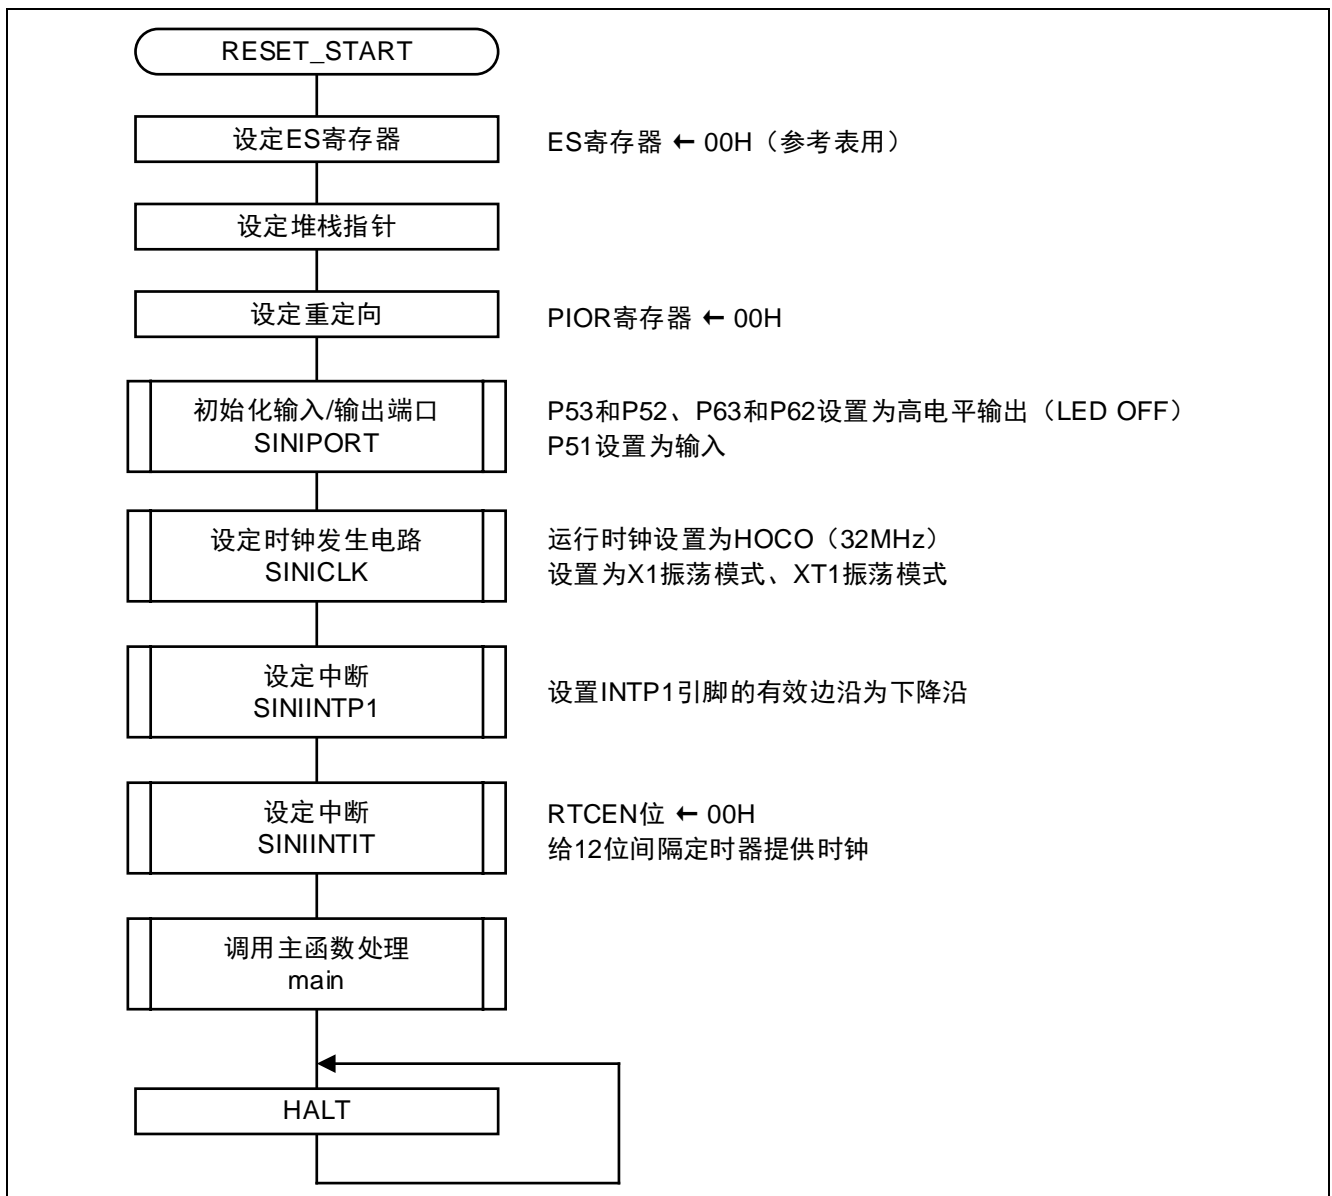 RESET_START
设定ES寄存器
ES寄存器 ← 00H（参考表用）
设定堆栈指针
设定重定向
PIOR寄存器 ← 00H
初始化输入/输出端口
SINIPORT
P53和P52、P63和P62设置为高电平输出（LED OFF）
P51设置为输入
设定时钟发生电路
SINICLK
运行时钟设置为HOCO（32MHz）
设置为X1振荡模式、XT1振荡模式
设定中断
SINIINTP1
设置INTP1引脚的有效边沿为下降沿
设定中断
SINIINTIT
RTCEN位 ← 00H
给12位间隔定时器提供时钟
调用主函数处理
main
HALT